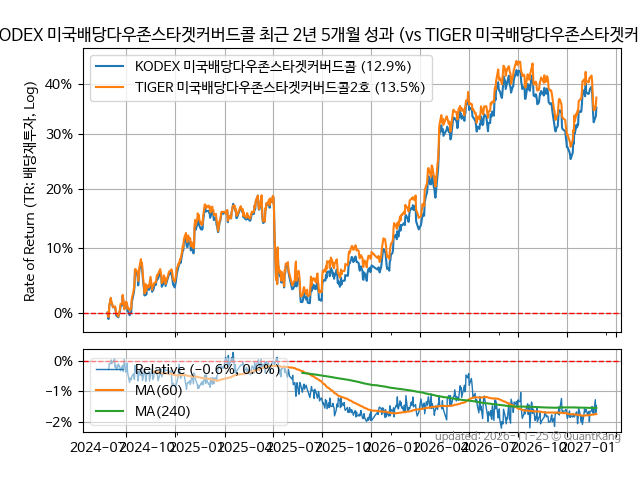 ODEX 미국배당다우존스타겟커버드콜 최근 2년 5개월 성과 (vs TIGER 미국배당다우존스타겟커
KODEX 미국배당다우존스타겟커버드콜 (12.9%)
TIGER 미국배당다우존스타겟커버드콜2호 (13.5%)
Rate of Return (TR: 배당재투자, Log)
40%
30%
20%
10%
0%
Relative (−0.6%, 0.6%)
MA(60)
MA(240)
0%
−1%
−2%
updated: 2026-11-25 © QuantKang
2024-07 2024-10 2025-01 2025-04 2025-07 2025-10 2026-01 2026-04 2026-07 2026-10 2027-01